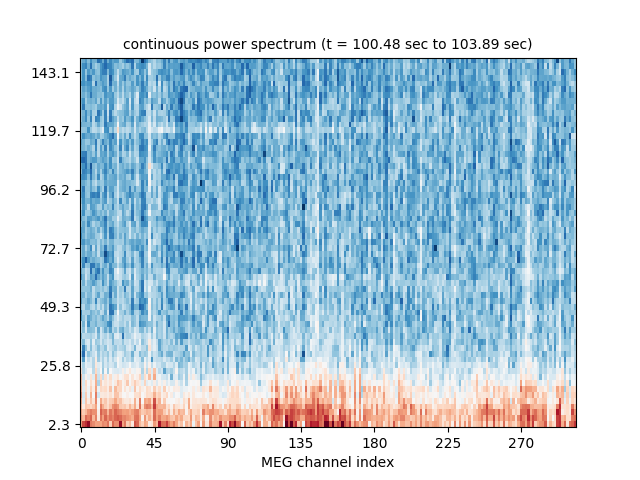 continuous power spectrum (t = 100.48 sec to 103.89 sec)
143.1
119.7
96.2
72.7
49.3
25.8
2.3
0 45 90 135 180 225 270
MEG channel index